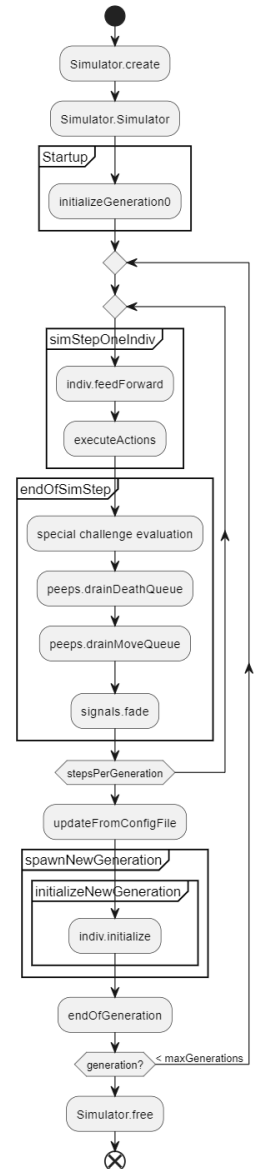 Simulator.create
Simulator.Simulator
Startup
initializeGeneration0
simStepOneIndiv
indiv.feedForward
executeActions
endOfSimStep
special challenge evaluation
peeps.drainDeathQueue
peeps.drainMoveQueue
signals.fade
stepsPerGeneration
updateFromConfigFile
spawnNewGeneration
initializeNewGeneration
indiv.initialize
endOfGeneration
generation?
< maxGenerations
Simulator.free